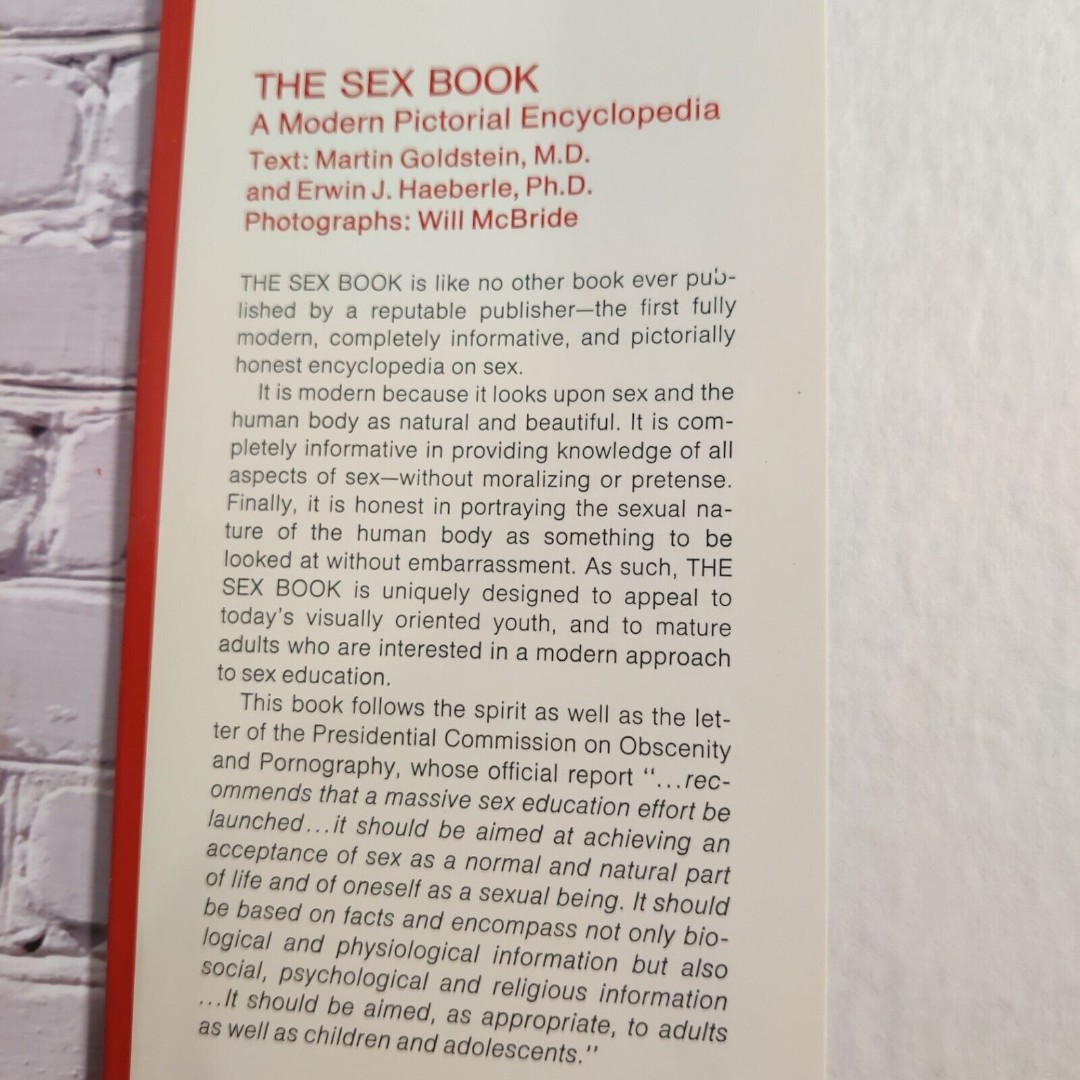 THE SEX BOOK
A Modern Pictorial Encyclopedia
Text: Martin Goldstein, M.D.
and Erwin J. Haeberle, Ph.D.
Photographs: Will McBride
THE SEX BOOK is like no other book ever pub-
lished by a reputable publisher—the first fully
modern, completely informative, and pictorially
honest encyclopedia on sex.
It is modern because it looks upon sex and the
human body as natural and beautiful. It is com-
pletely informative in providing knowledge of all
aspects of sex—without moralizing or pretense.
Finally, it is honest in portraying the sexual na-
ture of the human body as something to be
looked at without embarrassment. As such, THE
SEX BOOK is uniquely designed to appeal to
today's visually oriented youth, and to mature
adults who are interested in a modern approach
to sex education.
This book follows the spirit as well as the let-
ter of the Presidential Commission on Obscenity
and Pornography, whose official report "...rec-
ommends that a massive sex education effort be
launched...it should be aimed at achieving an
acceptance of sex as a normal and natural part
of life and of oneself as a sexual being. It should
be based on facts and encompass not only bio-
logical and physiological information but also
social, psychological and religious information
...It should be aimed, as appropriate, to adults
as well as children and adolescents."